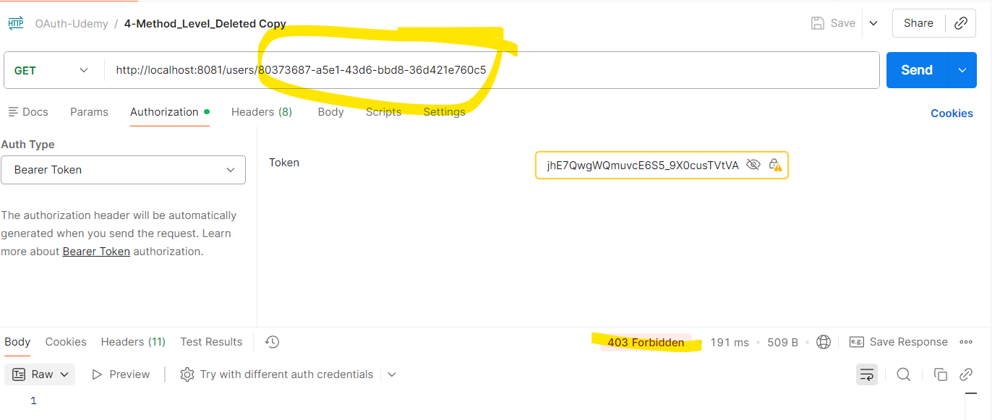 HTTP OAuth-Udemy / 4-Method_Level_Deleted Copy Save Share
GET http://localhost:8081/users/80373687-a5e1-43d6-bbd8-36d421e760c5 Send
Docs Params Authorization Headers (8) Body Scripts Settings Cookies
Auth Type
Bearer Token
Token jhE7QwgWQmuvcE6S5_9X0cusTVtVA
The authorization header will be automatically
generated when you send the request. Learn
more about Bearer Token authorization.
Body Cookies Headers (11) Test Results 403 Forbidden 191 ms 509 B e.g. Save Response
Raw Preview Try with different auth credentials
1